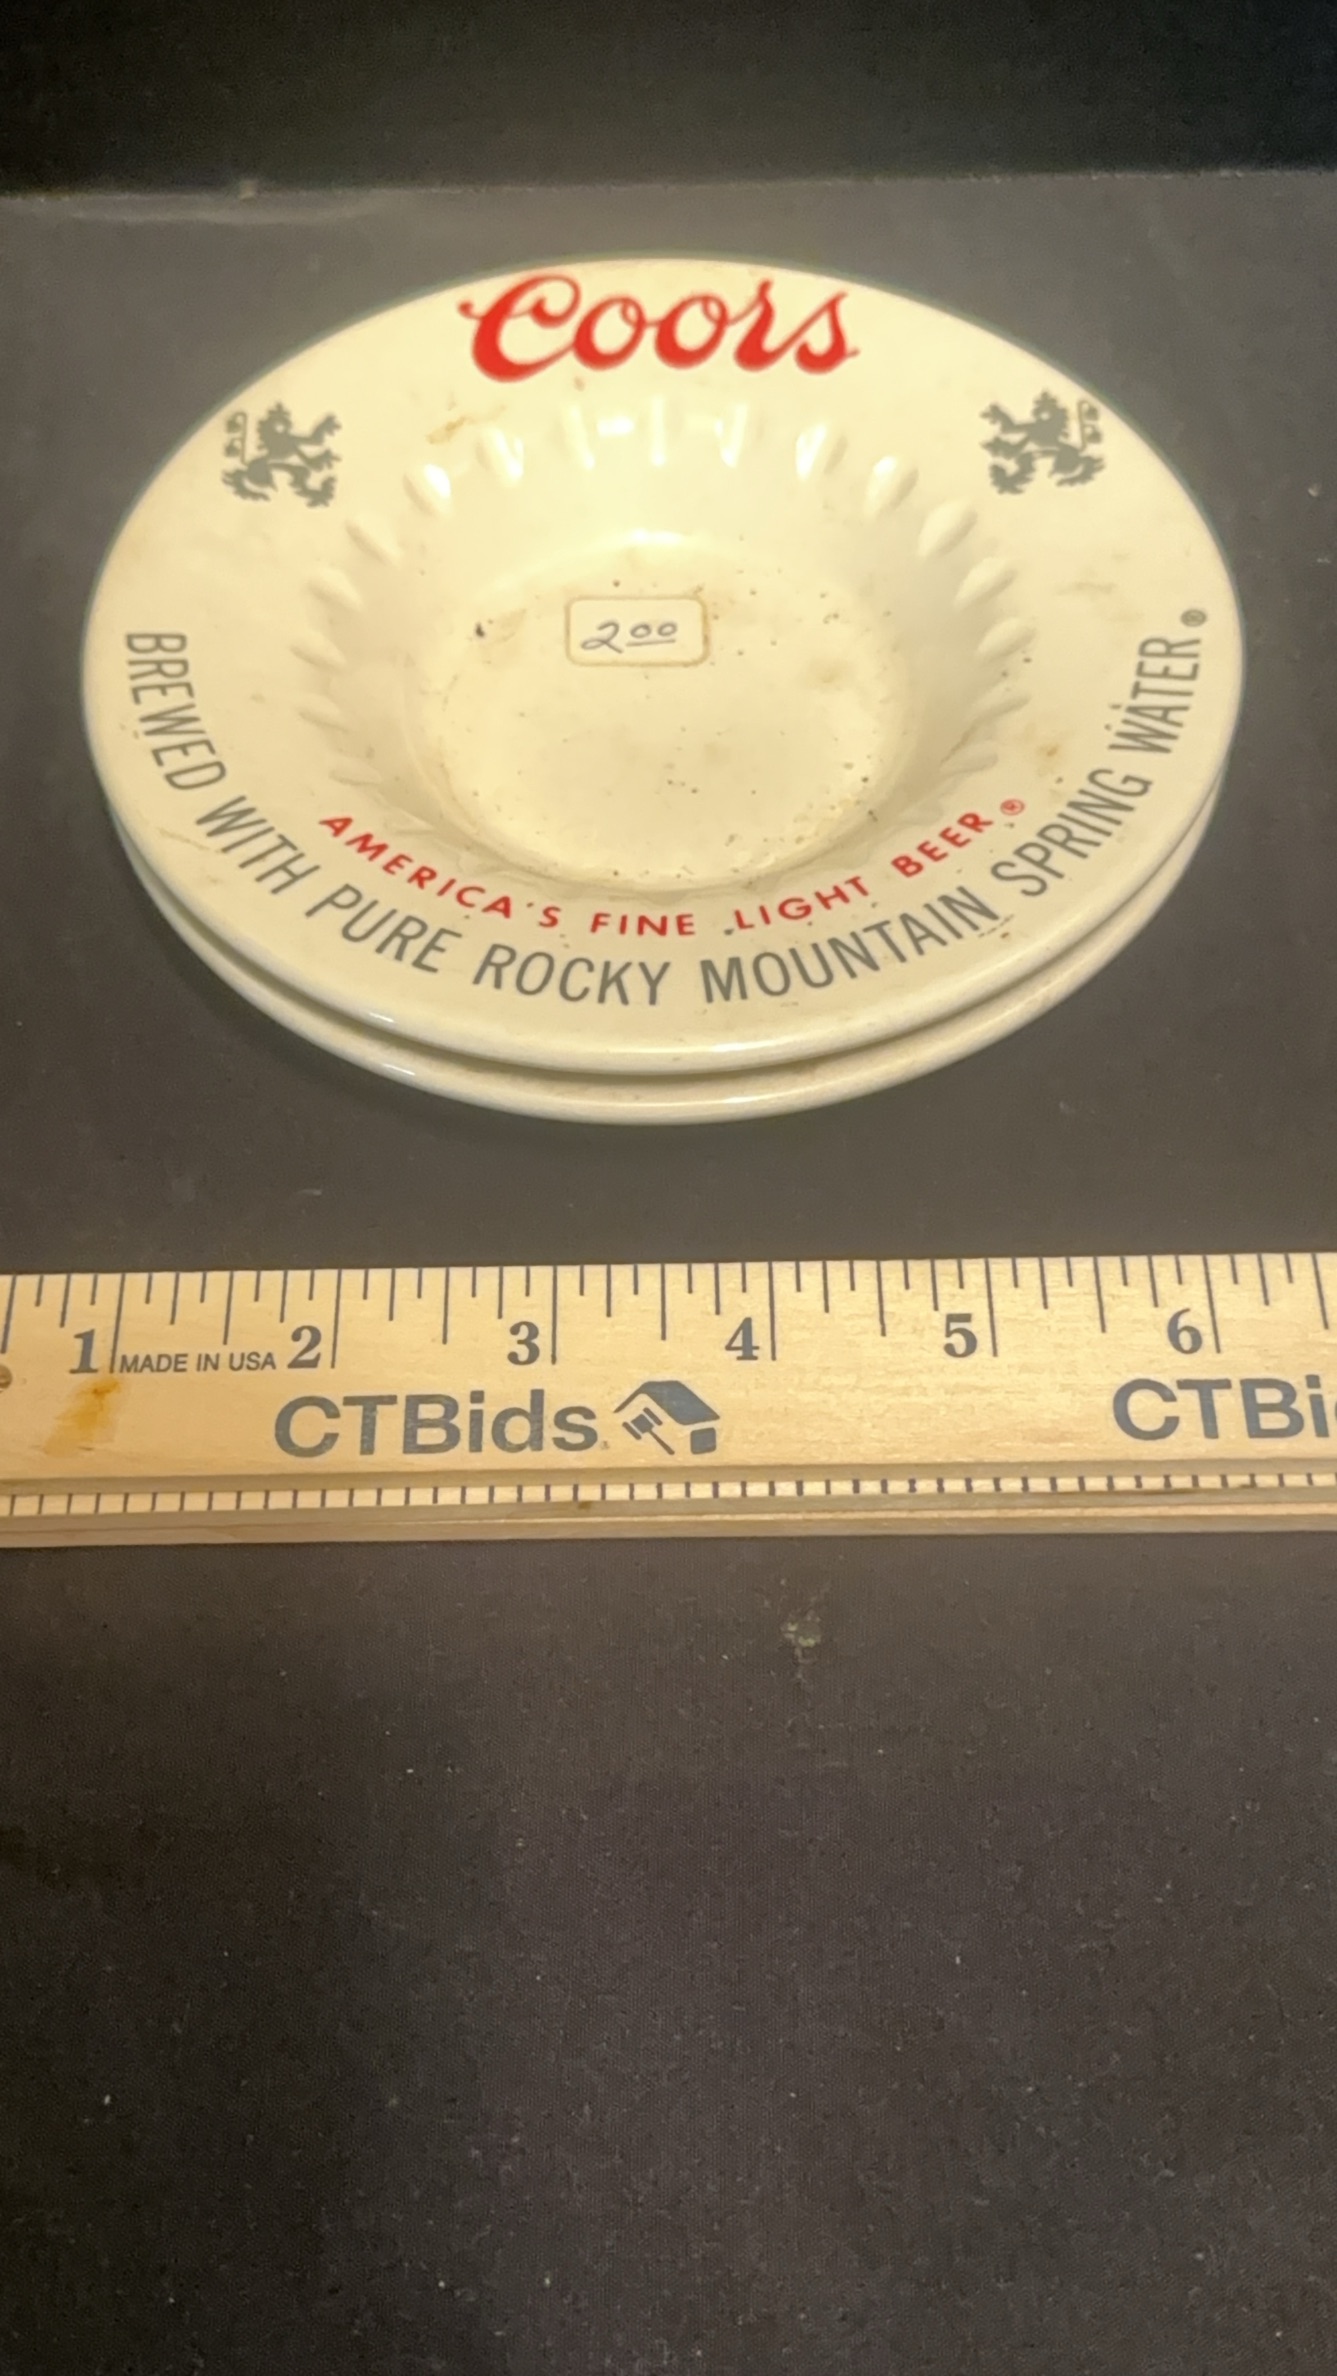 Coors
2.00
AMERICA'S FINE LIGHT BEER®
BREWED WITH PURE ROCKY MOUNTAIN SPRING WATER®
1 2 3 4 5 6
MADE IN USA
CTBids CTBi